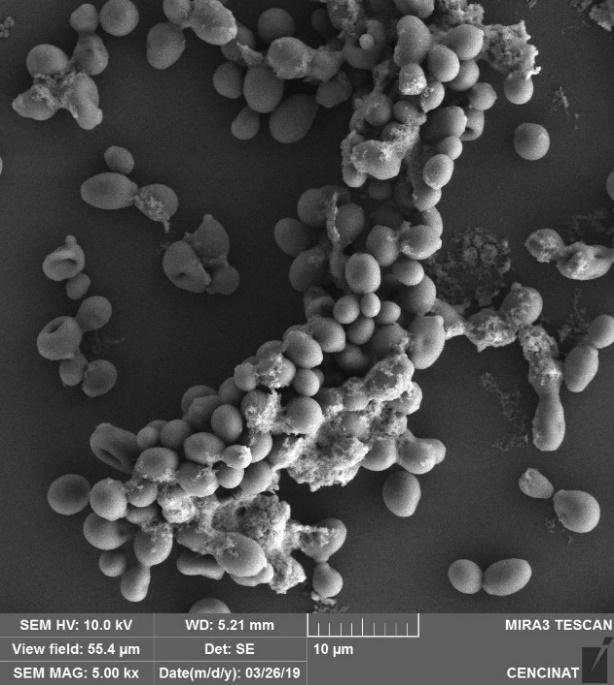 SEM HV: 10.0 kV WD: 5.21 mm MIRA3 TESCAN
View field: 55.4 µm Det: SE 10 µm
SEM MAG: 5.00 kx Date(m/d/y): 03/26/19 CENCINAT